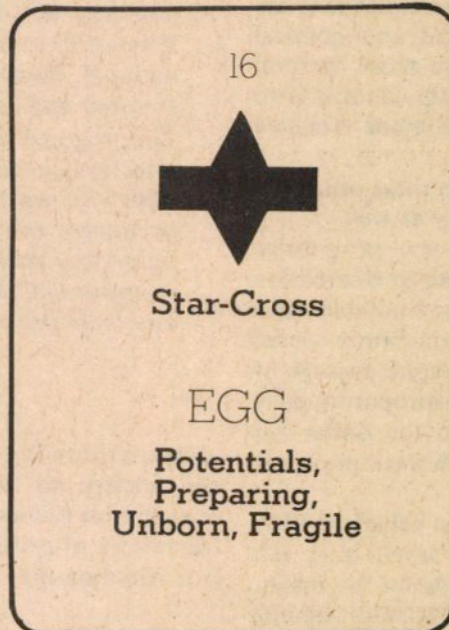 16
Star-Cross
EGG
Potentials,
Preparing,
Unborn, Fragile